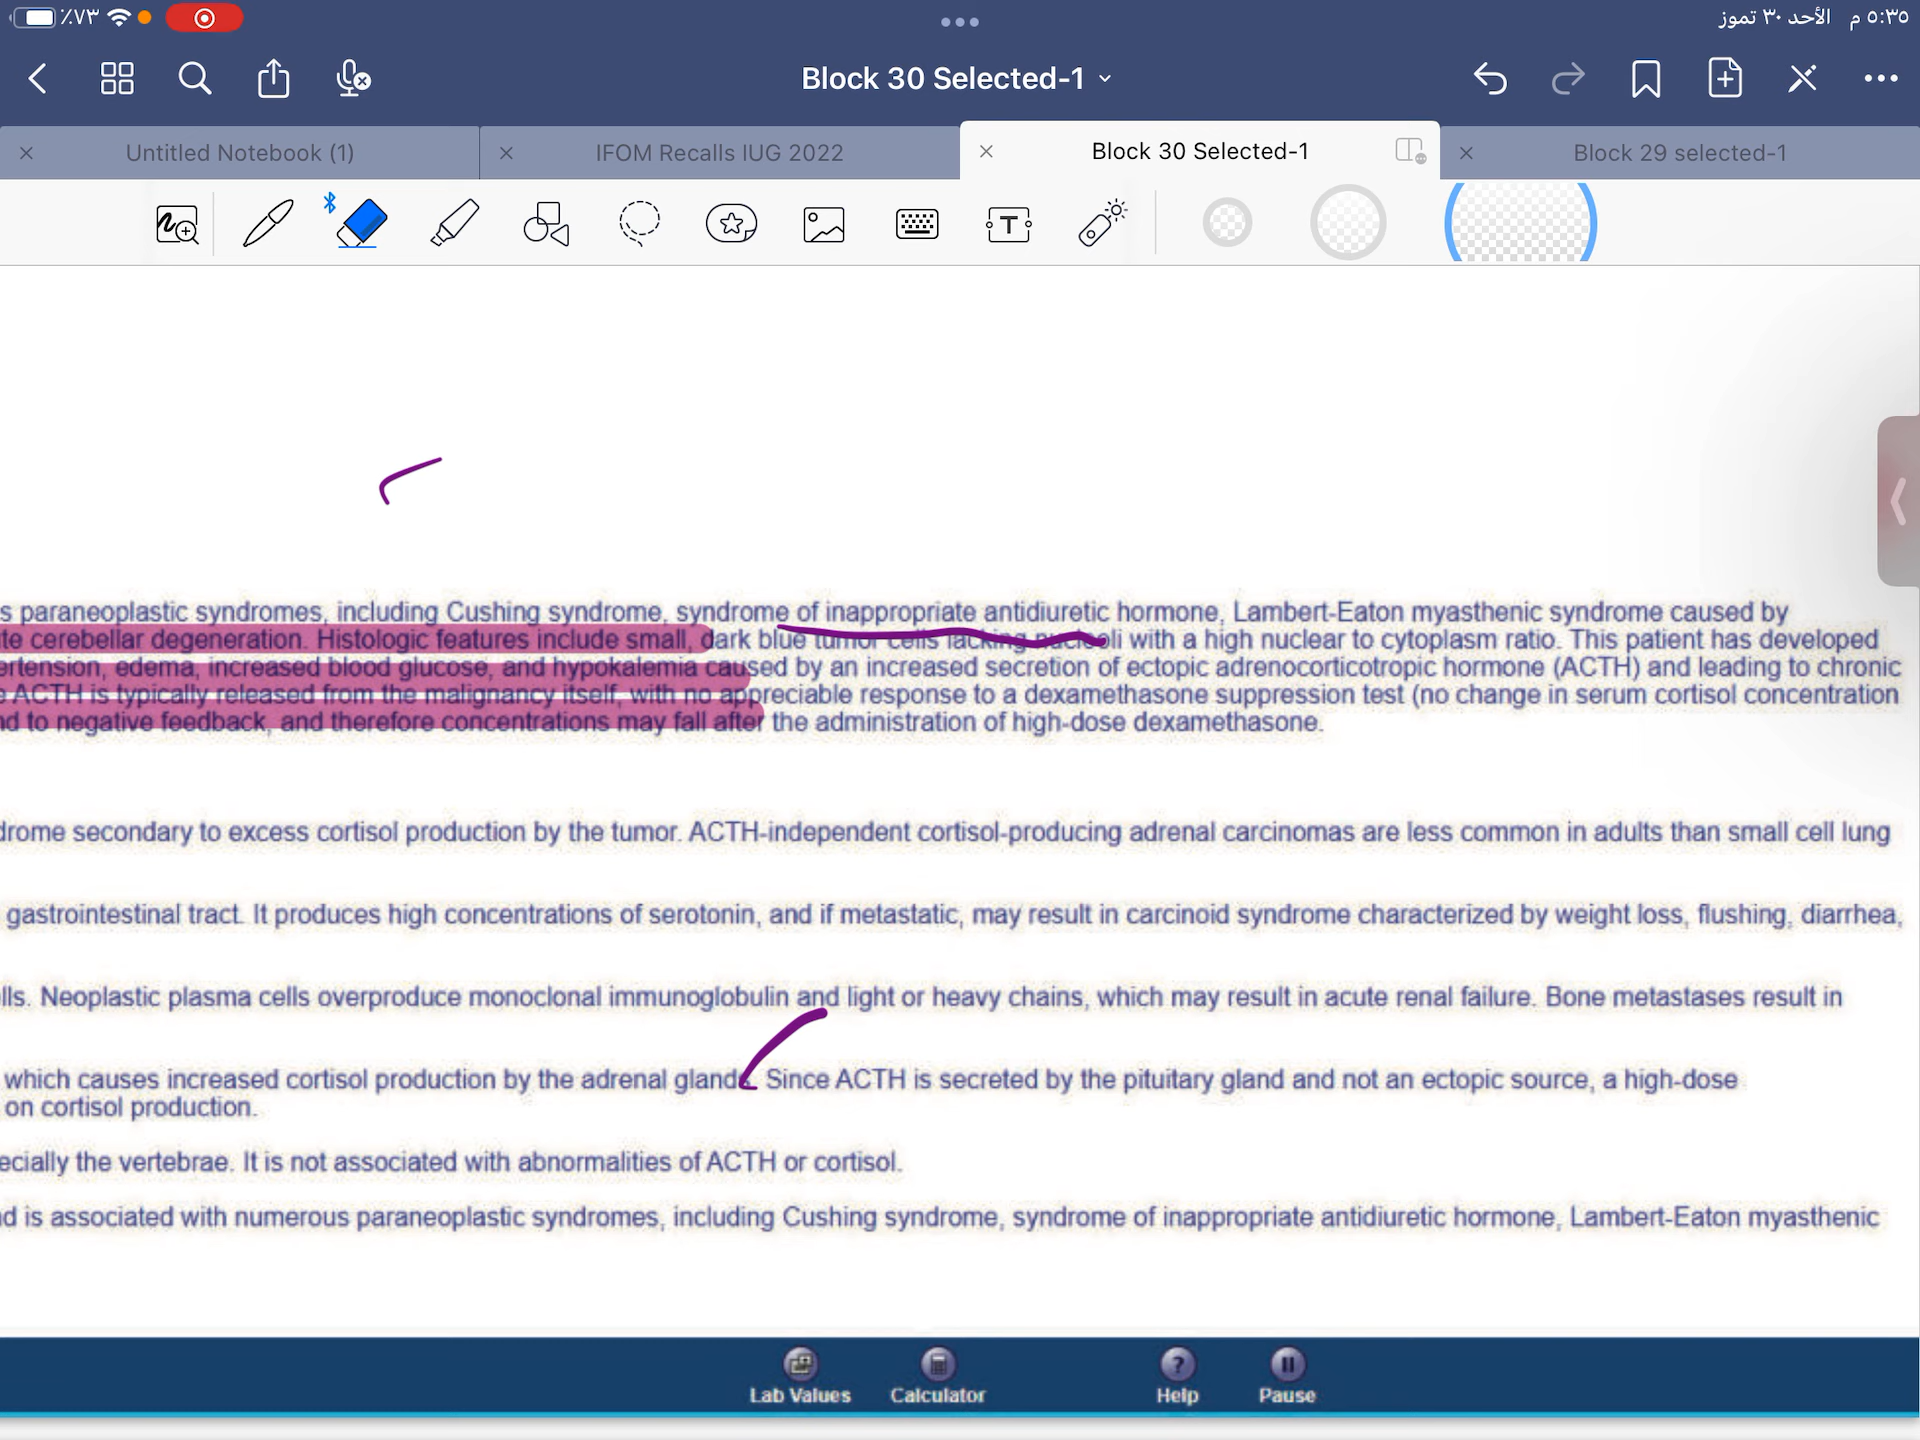 ٪٧٣
٥:٣٥ م الأحد ٣٠ تموز
Block 30 Selected-1
Untitled Notebook (1)
IFOM Recalls IUG 2022
Block 30 Selected-1
Block 29 selected-1
s paraneoplastic syndromes, including Cushing syndrome, syndrome of inappropriate antidiuretic hormone, Lambert-Eaton myasthenic syndrome caused by
te cerebellar degeneration. Histologic features include small, dark blue tumor cells lacking nucleoli with a high nuclear to cytoplasm ratio. This patient has developed
ertension, edema, increased blood glucose, and hypokalemia caused by an increased secretion of ectopic adrenocorticotropic hormone (ACTH) and leading to chronic
e ACTH is typically released from the malignancy itself, with no appreciable response to a dexamethasone suppression test (no change in serum cortisol concentration
nd to negative feedback, and therefore concentrations may fall after the administration of high-dose dexamethasone.
drome secondary to excess cortisol production by the tumor. ACTH-independent cortisol-producing adrenal carcinomas are less common in adults than small cell lung
gastrointestinal tract. It produces high concentrations of serotonin, and if metastatic, may result in carcinoid syndrome characterized by weight loss, flushing, diarrhea,
lls. Neoplastic plasma cells overproduce monoclonal immunoglobulin and light or heavy chains, which may result in acute renal failure. Bone metastases result in
which causes increased cortisol production by the adrenal glands. Since ACTH is secreted by the pituitary gland and not an ectopic source, a high-dose
on cortisol production.
ecially the vertebrae. It is not associated with abnormalities of ACTH or cortisol.
nd is associated with numerous paraneoplastic syndromes, including Cushing syndrome, syndrome of inappropriate antidiuretic hormone, Lambert-Eaton myasthenic
Lab Values
Calculator
Help
Pause